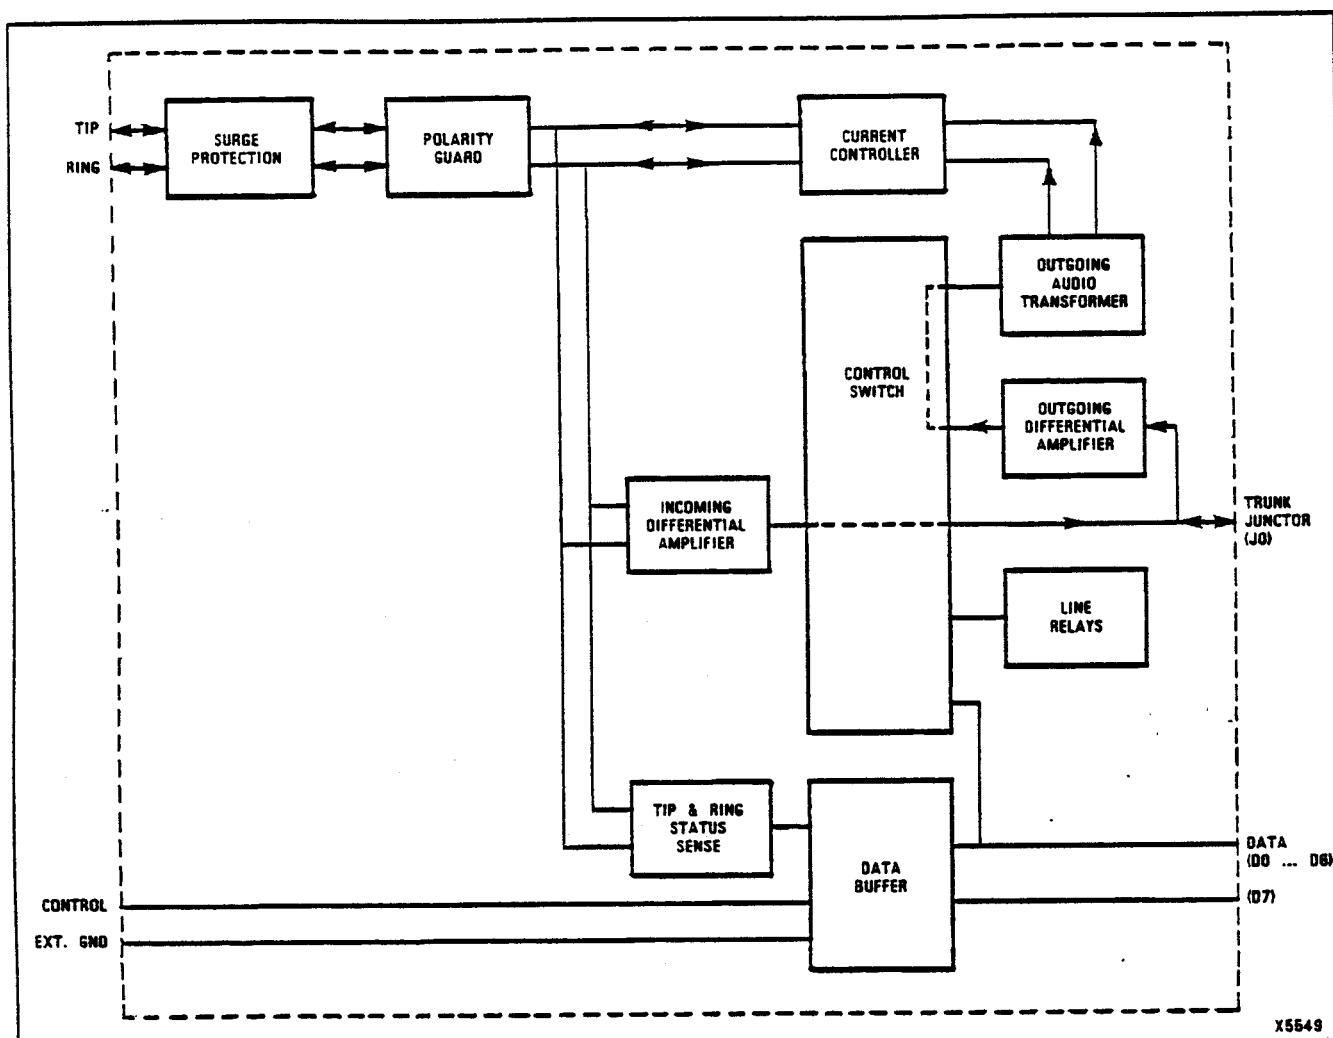 TIP
RING
SURGE
PROTECTION
POLARITY
GUARD
CURRENT
CONTROLLER
OUTGOING
AUDIO
TRANSFORMER
CONTROL
SWITCH
OUTGOING
DIFFERENTIAL
AMPLIFIER
INCOMING
DIFFERENTIAL
AMPLIFIER
TRUNK
JUNCTOR
(J0)
LINE
RELAYS
TIP & RING
STATUS
SENSE
DATA
BUFFER
DATA
(D0 ... D6)
(D7)
CONTROL
EXT. GND
X5549